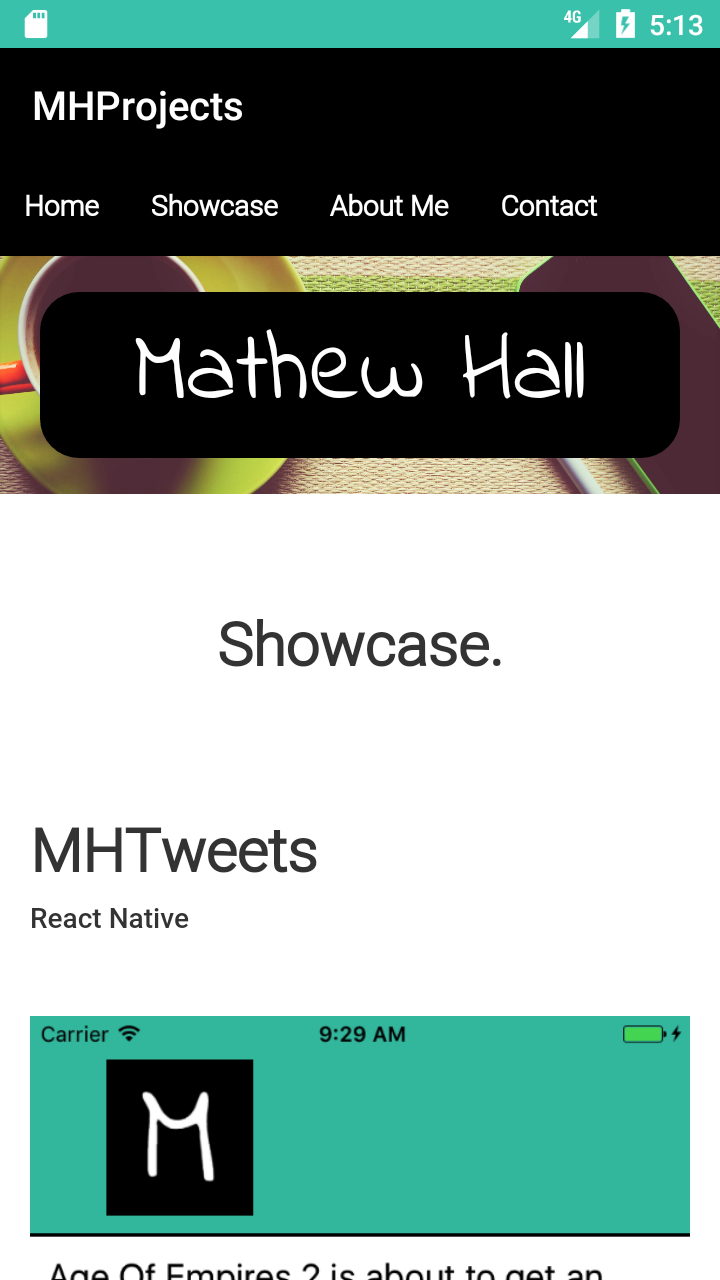 4G 5:13
MHProjects
Home Showcase About Me Contact
Mathew Hall
Showcase.
MHTweets
React Native
Carrier 9:29 AM
M
Age Of Empires 2 is about to get an